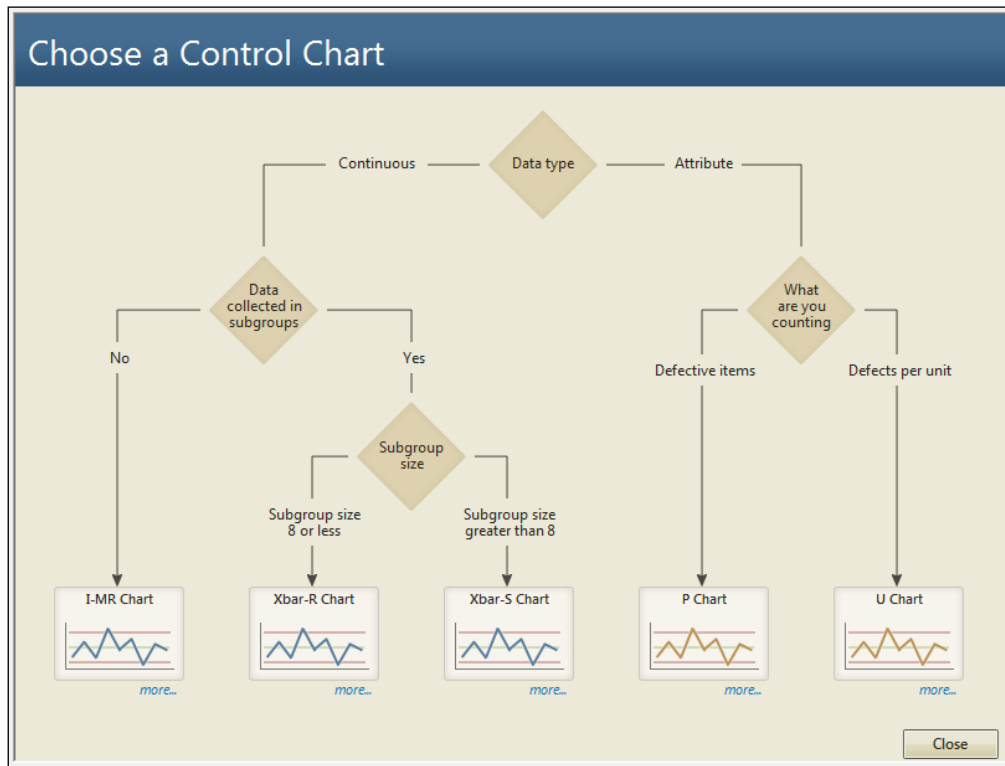 Choose a Control Chart
Data type
Continuous
Attribute
Data
collected in
subgroups
What
are you
counting
No
Yes
Defective items
Defects per unit
Subgroup
size
Subgroup size
8 or less
Subgroup size
greater than 8
I-MR Chart
Xbar-R Chart
Xbar-S Chart
P Chart
U Chart
more...
more...
more...
more...
more...
Close